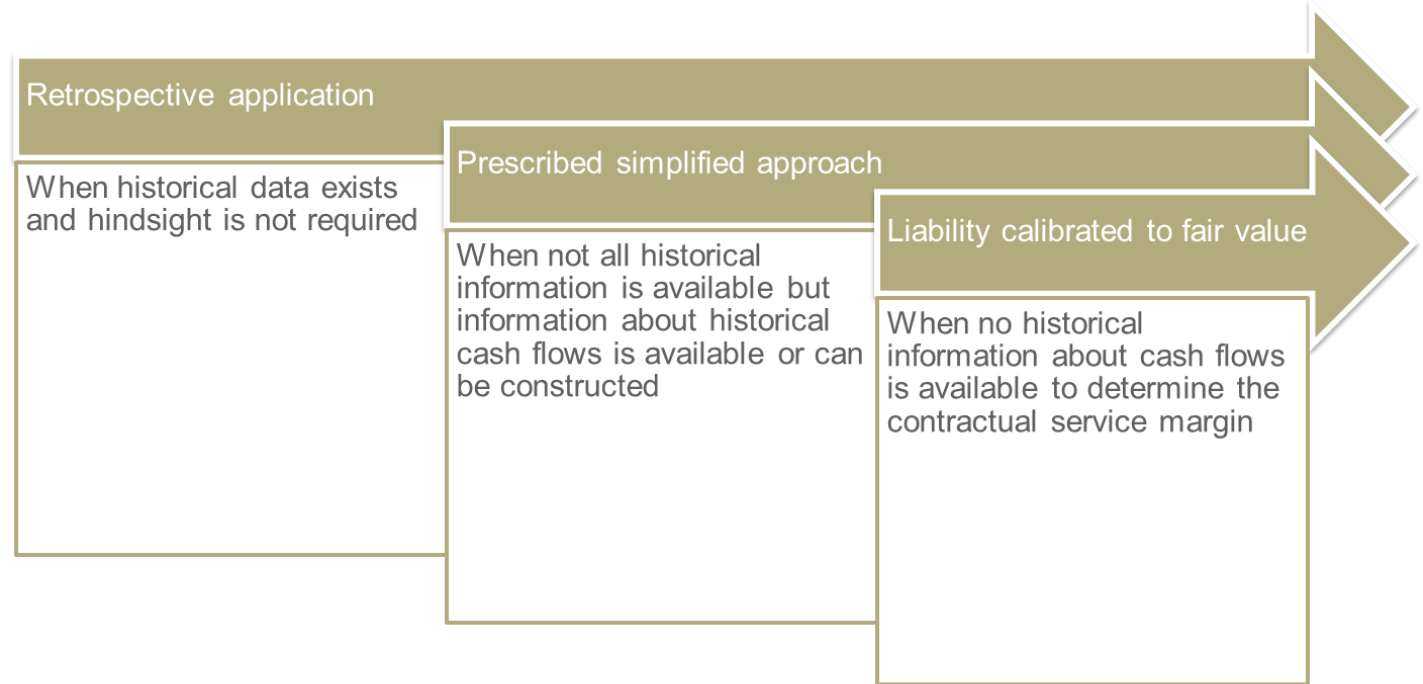 Retrospective application
When historical data exists
and hindsight is not required
Prescribed simplified approach
When not all historical
information is available but
information about historical
cash flows is available or can
be constructed
Liability calibrated to fair value
When no historical
information about cash flows
is available to determine the
contractual service margin